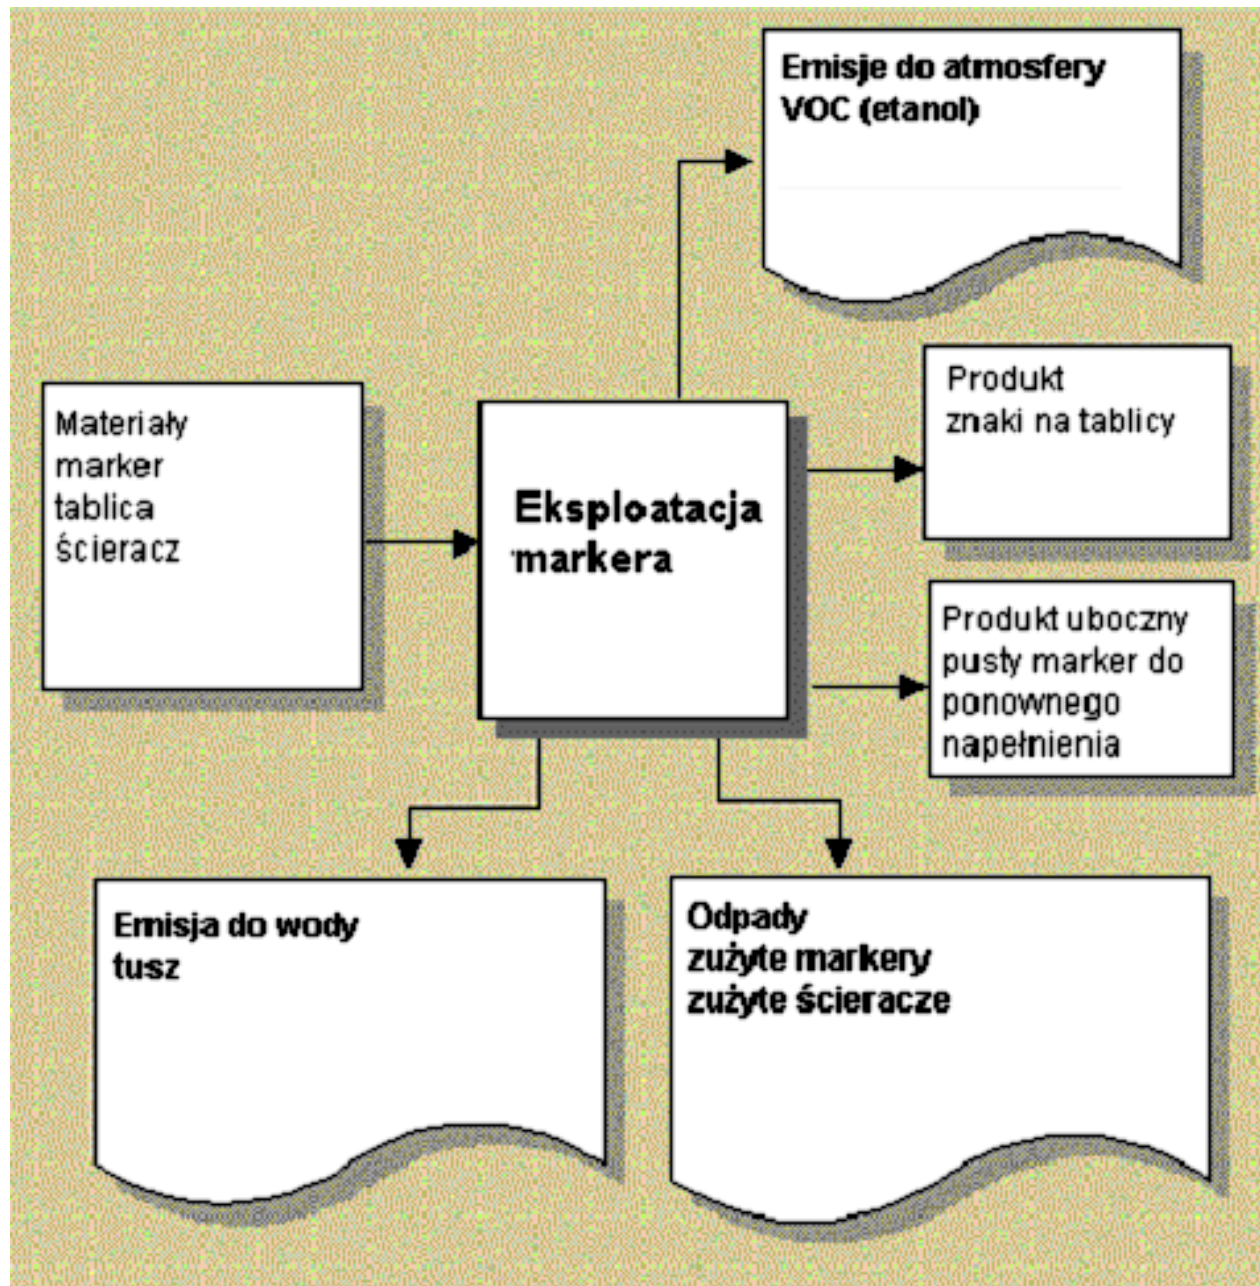 Emisje do atmosfery
VOC (etanol)
Materiały
marker
tablica
ścieracz
Eksploatacja
markera
Produkt
znaki na tablicy
Produkt uboczny
pusty marker do
ponownego
napełnienia
Emisja do wody
tusz
Odpady
zużyte markery
zużyte ścieracze